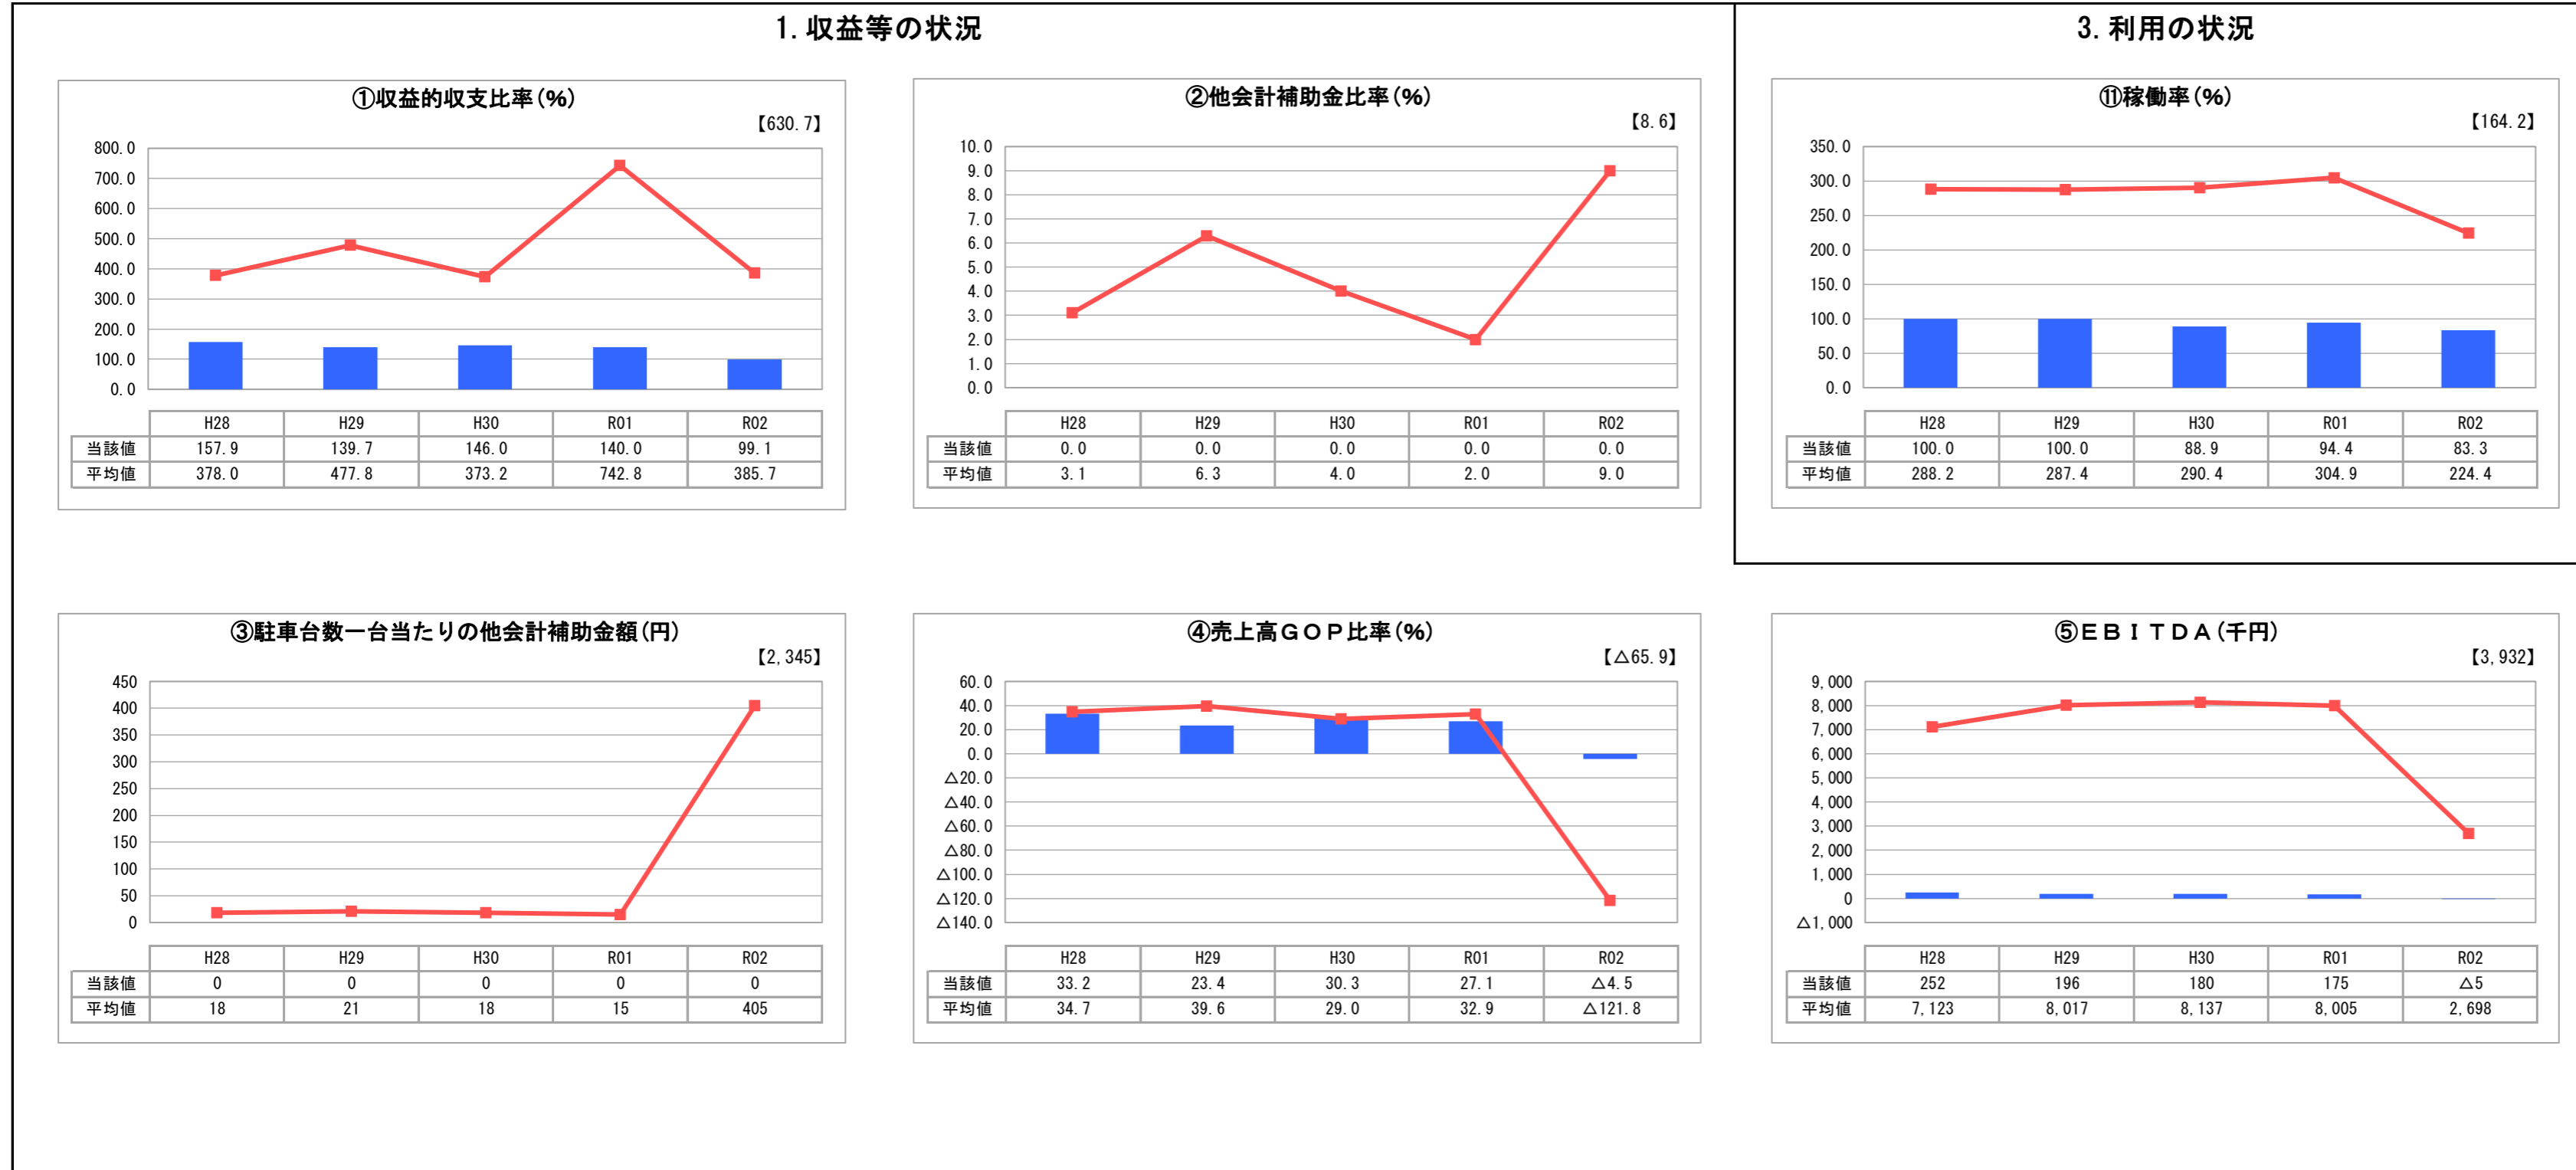 1. 収益等の状況
3. 利用の状況
①収益的収支比率(%)
【630.7】
800.0
700.0
600.0
500.0
400.0
300.0
200.0
100.0
0.0
H28 H29 H30 R01 R02
当該値 157.9 139.7 146.0 140.0 99.1
平均値 378.0 477.8 373.2 742.8 385.7
②他会計補助金比率(%)
【8.6】
10.0
9.0
8.0
7.0
6.0
5.0
4.0
3.0
2.0
1.0
0.0
H28 H29 H30 R01 R02
当該値 0.0 0.0 0.0 0.0 0.0
平均値 3.1 6.3 4.0 2.0 9.0
⑪稼働率(%)
【164.2】
350.0
300.0
250.0
200.0
150.0
100.0
50.0
0.0
H28 H29 H30 R01 R02
当該値 100.0 100.0 88.9 94.4 83.3
平均値 288.2 287.4 290.4 304.9 224.4
③駐車台数一台当たりの他会計補助金額(円)
【2,345】
450
400
350
300
250
200
150
100
50
0
H28 H29 H30 R01 R02
当該値 0 0 0 0 0
平均値 18 21 18 15 405
④売上高ＧＯＰ比率(%)
【△65.9】
60.0
40.0
20.0
0.0
△20.0
△40.0
△60.0
△80.0
△100.0
△120.0
△140.0
H28 H29 H30 R01 R02
当該値 33.2 23.4 30.3 27.1 △4.5
平均値 34.7 39.6 29.0 32.9 △121.8
⑤ＥＢＩＴＤＡ(千円)
【3,932】
9,000
8,000
7,000
6,000
5,000
4,000
3,000
2,000
1,000
0
△1,000
H28 H29 H30 R01 R02
当該値 252 196 180 175 △5
平均値 7,123 8,017 8,137 8,005 2,698